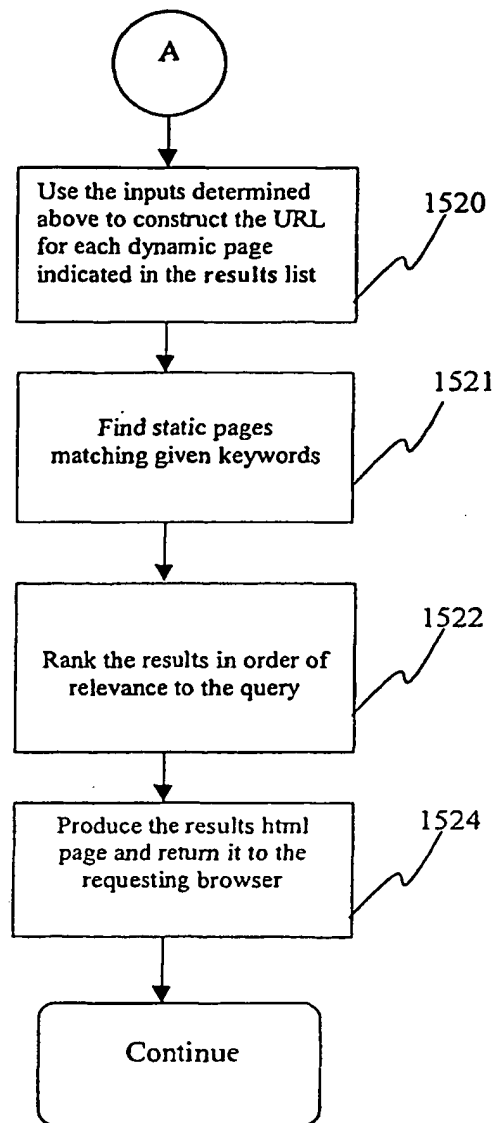 A
Use the inputs determined
above to construct the URL
for each dynamic page
indicated in the results list
1520
1521
Find static pages
matching given keywords
1522
Rank the results in order of
relevance to the query
Produce the results html
page and return it to the
requesting browser
1524
Continue